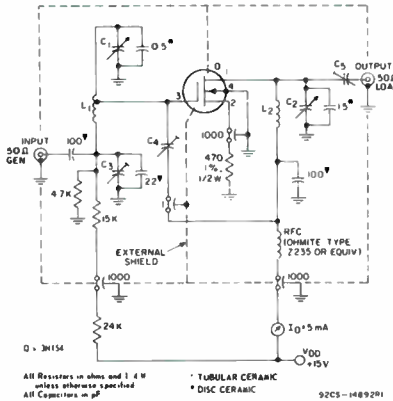 C1
0.5*
C5
OUTPUT
50Ω
LOAD
D
3
4
2
L1
L2
C2
15*
INPUT
50Ω
GEN
100▼
C4
1000
C3
22▼
470
1%,
1/2W
100▼
4.7K
15K
1
EXTERNAL
SHIELD
RFC
(OHMITE TYPE
Z235 OR EQUIV)
1000
1000
24K
ID=5mA
VDD
+15V
Q = 3N154
All Resistors in ohms and 1/4 W
unless otherwise specified
All Capacitors in pF
TUBULAR CERAMIC
DISC CERAMIC
92CS-14892R1